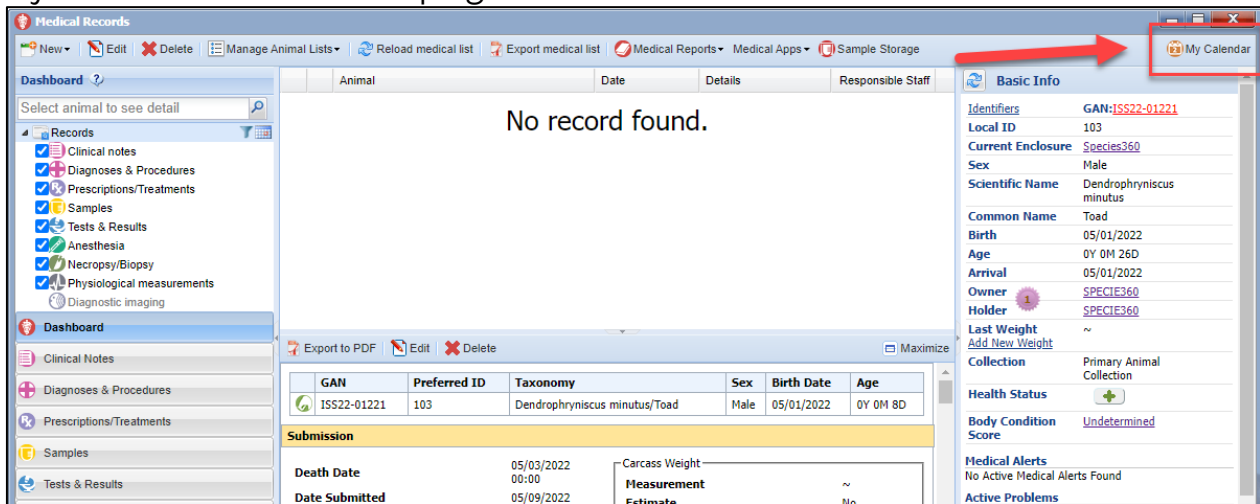 Medical Records
New Edit Delete Manage Animal Lists Reload medical list Export medical list Medical Reports Medical Apps Sample Storage My Calendar
Dashboard
Select animal to see detail
Records
Clinical notes
Diagnoses & Procedures
Prescriptions/Treatments
Samples
Tests & Results
Anesthesia
Necropsy/Biopsy
Physiological measurements
Diagnostic imaging
Dashboard
Clinical Notes
Diagnoses & Procedures
Prescriptions/Treatments
Samples
Tests & Results
Animal Date Details Responsible Staff
No record found.
Export to PDF Edit Delete Maximize
GAN Preferred ID Taxonomy Sex Birth Date Age
ISS22-01221 103 Dendrophryniscus minutus/Toad Male 05/01/2022 0Y 0M 8D
Submission
Death Date 05/03/2022
00:00
Date Submitted 05/09/2022
Carcass Weight
Measurement ~
Estimate No
Basic Info
Identifiers GAN:ISS22-01221
Local ID 103
Current Enclosure Species360
Sex Male
Scientific Name Dendrophryniscus
minutus
Common Name Toad
Birth 05/01/2022
Age 0Y 0M 26D
Arrival 05/01/2022
Owner SPECIE360
1
Holder SPECIE360
Last Weight ~
Add New Weight
Collection Primary Animal
Collection
Health Status
Body Condition Undetermined
Score
Medical Alerts
No Active Medical Alerts Found
Active Problems